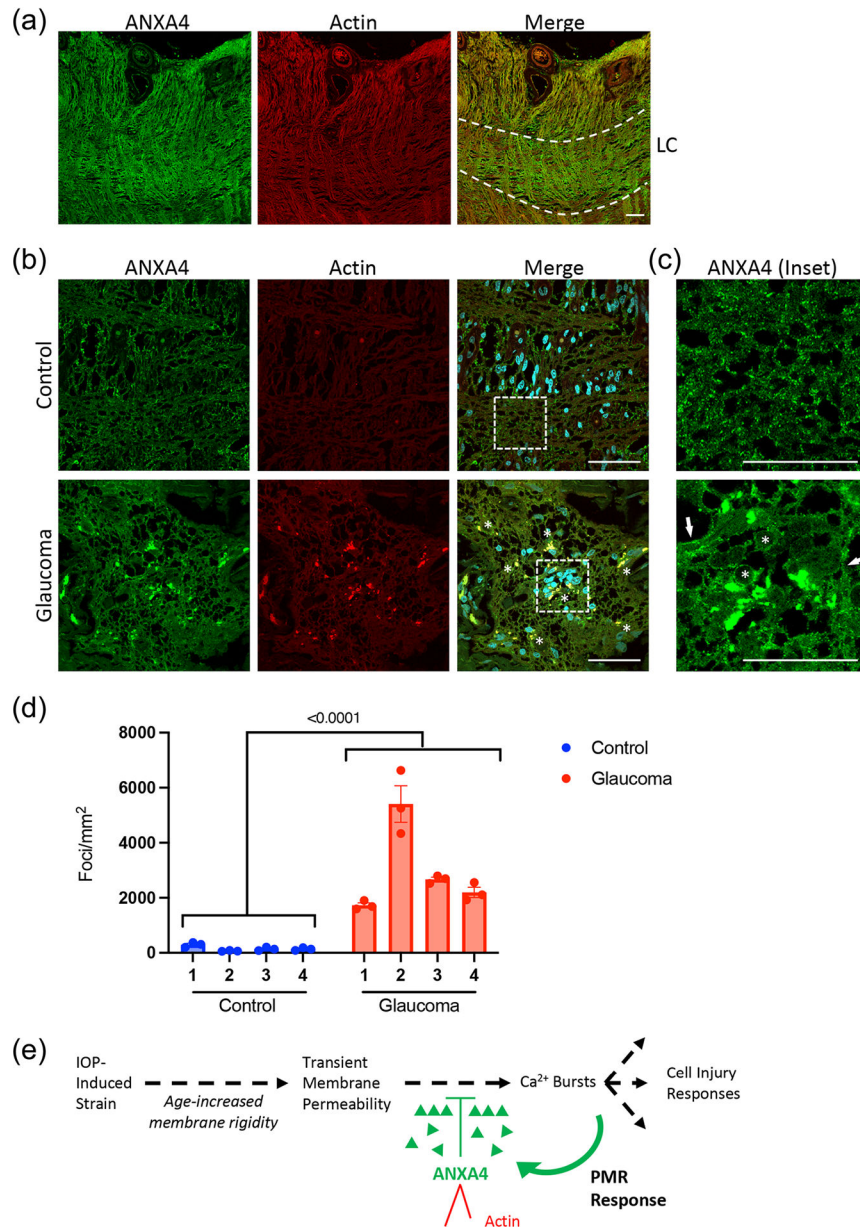 (a)
ANXA4 Actin Merge
LC
(b)
ANXA4 Actin Merge
(c)
ANXA4 (Inset)
Control
Glaucoma
* * * * * * *
* *
*
(d)
<0.0001
8000
6000
4000
2000
0
Foci/mm²
Control
Glaucoma
1 2 3 4 1 2 3 4
Control Glaucoma
(e)
IOP-
Induced
Strain
Age-increased
membrane rigidity
Transient
Membrane
Permeability
Ca²⁺ Bursts
Cell Injury
Responses
ANXA4
Actin
PMR
Response